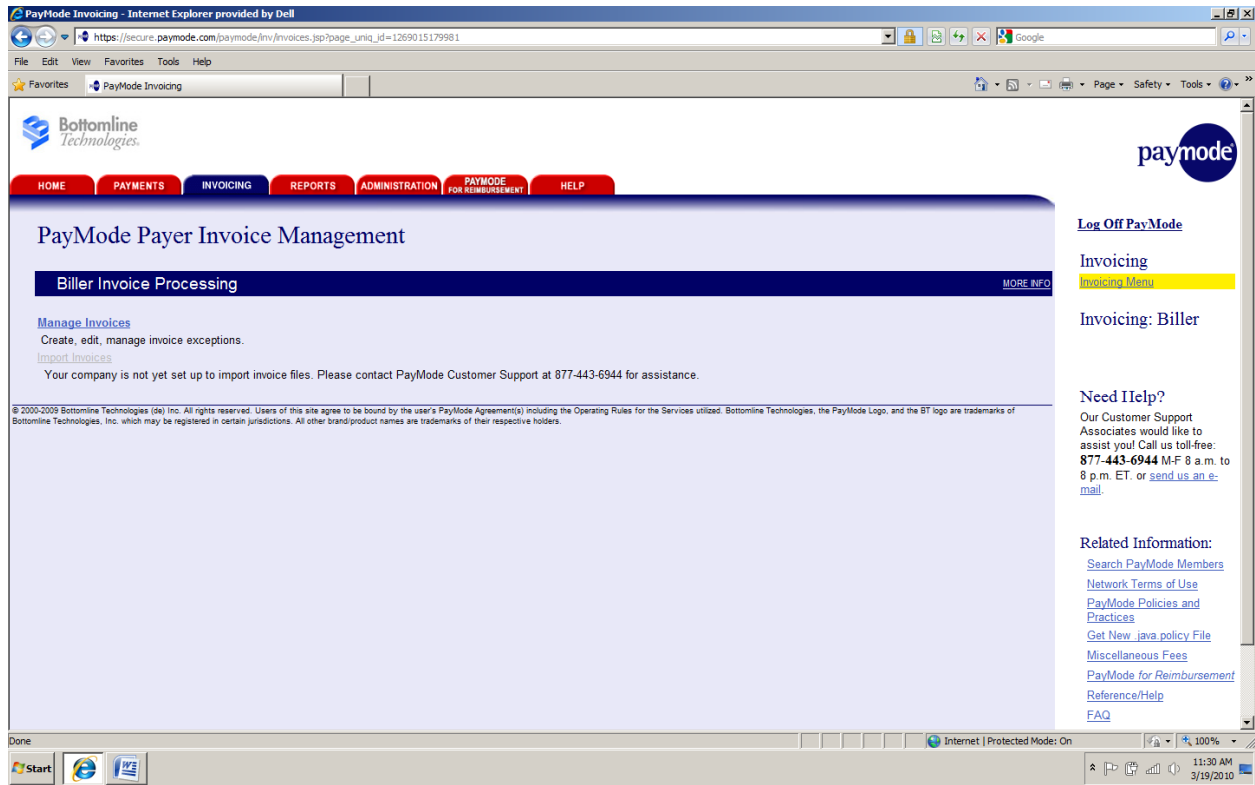 PayMode Invoicing - Internet Explorer provided by Dell
https://secure.paymode.com/paymode/inv/invoices.jsp?page_uniq_id=1269015179981
Google
File Edit View Favorites Tools Help
Favorites PayMode Invoicing
Page Safety Tools
Bottomline
Technologies.
paymode
HOME PAYMENTS INVOICING REPORTS ADMINISTRATION PAYMODE FOR REIMBURSEMENT HELP
PayMode Payer Invoice Management
Biller Invoice Processing MORE INFO
Manage Invoices
Create, edit, manage invoice exceptions.
Import Invoices
Your company is not yet set up to import invoice files. Please contact PayMode Customer Support at 877-443-6944 for assistance.
© 2000-2009 Bottomline Technologies (de) Inc. All rights reserved. Users of this site agree to be bound by the user's PayMode Agreement(s) including the Operating Rules for the Services utilized. Bottomline Technologies, the PayMode Logo, and the BT logo are trademarks of
Bottomline Technologies, Inc. which may be registered in certain jurisdictions. All other brand/product names are trademarks of their respective holders.
Log Off PayMode
Invoicing
Invoicing Menu
Invoicing: Biller
Need Help?
Our Customer Support
Associates would like to
assist you! Call us toll-free:
877-443-6944 M-F 8 a.m. to
8 p.m. ET. or send us an e-
mail.
Related Information:
Search PayMode Members
Network Terms of Use
PayMode Policies and
Practices
Get New .java.policy File
Miscellaneous Fees
PayMode for Reimbursement
Reference/Help
FAQ
Done Internet | Protected Mode: On 100%
Start 11:30 AM
3/19/2010